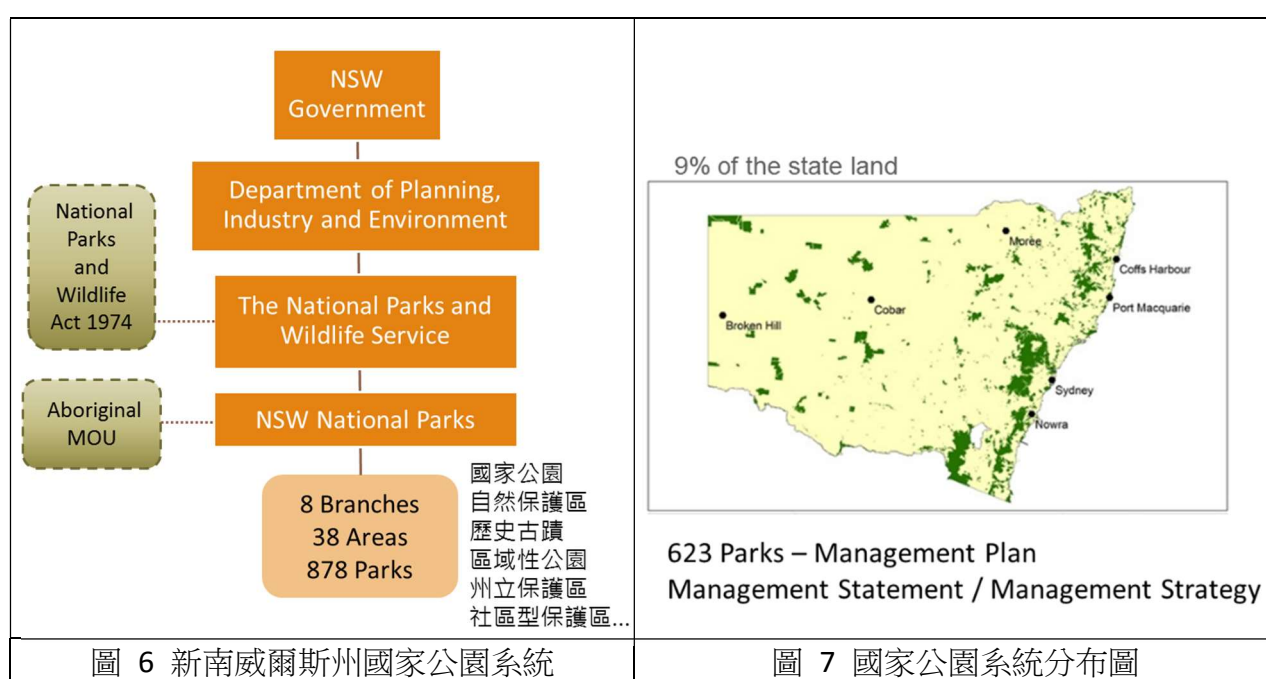 NSW
Government
Department of Planning,
Industry and Environment
National
Parks
and
Wildlife
Act 1974
The National Parks and
Wildlife Service
Aboriginal
MOU
NSW National Parks
8 Branches
38 Areas
878 Parks
國家公園
自然保護區
歷史古蹟
區域性公園
州立保護區
社區型保護區...
圖 6 新南威爾斯州國家公園系統
9% of the state land
Moree
Coffs Harbour
Port Macquarie
Cobar
Broken Hill
Sydney
Nowra
623 Parks – Management Plan
Management Statement / Management Strategy
圖 7 國家公園系統分布圖